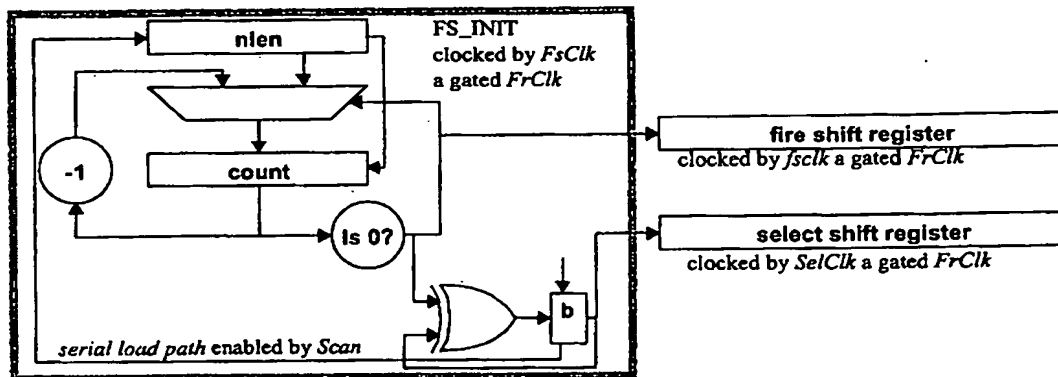 nlen
FS_INIT
clocked by FsClk
a gated FrClk
fire shift register
clocked by fsclk a gated FrClk
-1
count
Is 0?
select shift register
clocked by SelClk a gated FrClk
b
serial load path enabled by Scan